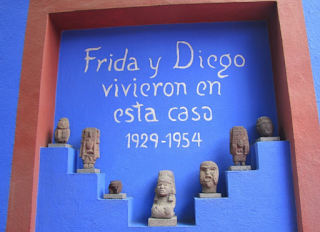 Frida y Diego
vivieron en
esta casa
1929-1954